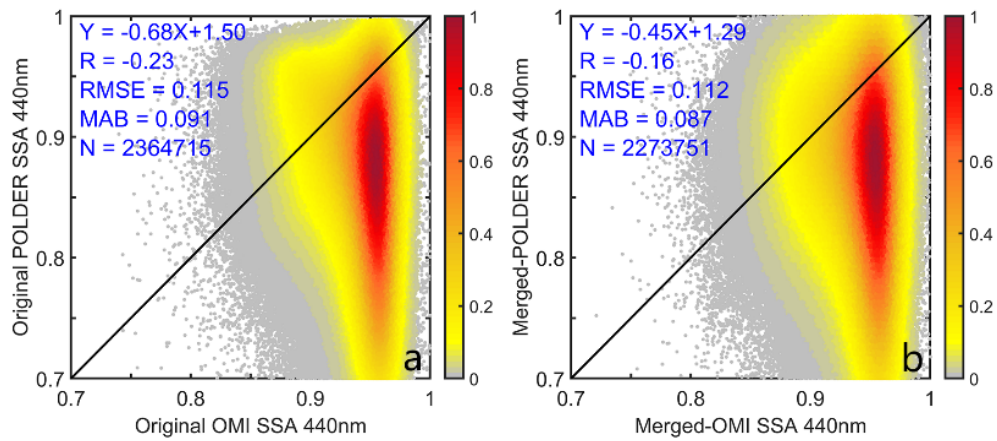 Y = -0.68X+1.50
R = -0.23
RMSE = 0.115
MAB = 0.091
N = 2364715
1
0.9
0.8
0.7
Original POLDER SSA 440nm
0.7
0.8
0.9
1
Original OMI SSA 440nm
a
1
0.8
0.6
0.4
0.2
0
Y = -0.45X+1.29
R = -0.16
RMSE = 0.112
MAB = 0.087
N = 2273751
1
0.9
0.8
0.7
Merged-POLDER SSA 440nm
0.7
0.8
0.9
1
Merged-OMI SSA 440nm
b
1
0.8
0.6
0.4
0.2
0